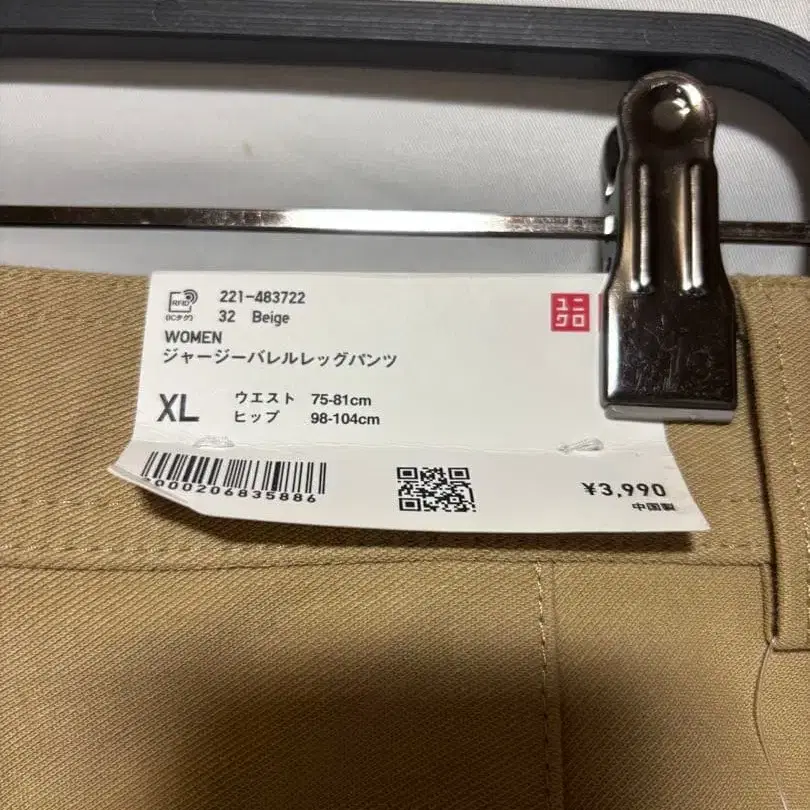 RFID
(ICタグ)
221-483722
32 Beige
WOMEN
ジャージーバレルレッグパンツ
ユニ
クロ
XL
ウエスト 75-81cm
ヒップ 98-104cm
000206835886
¥3,990
中国製